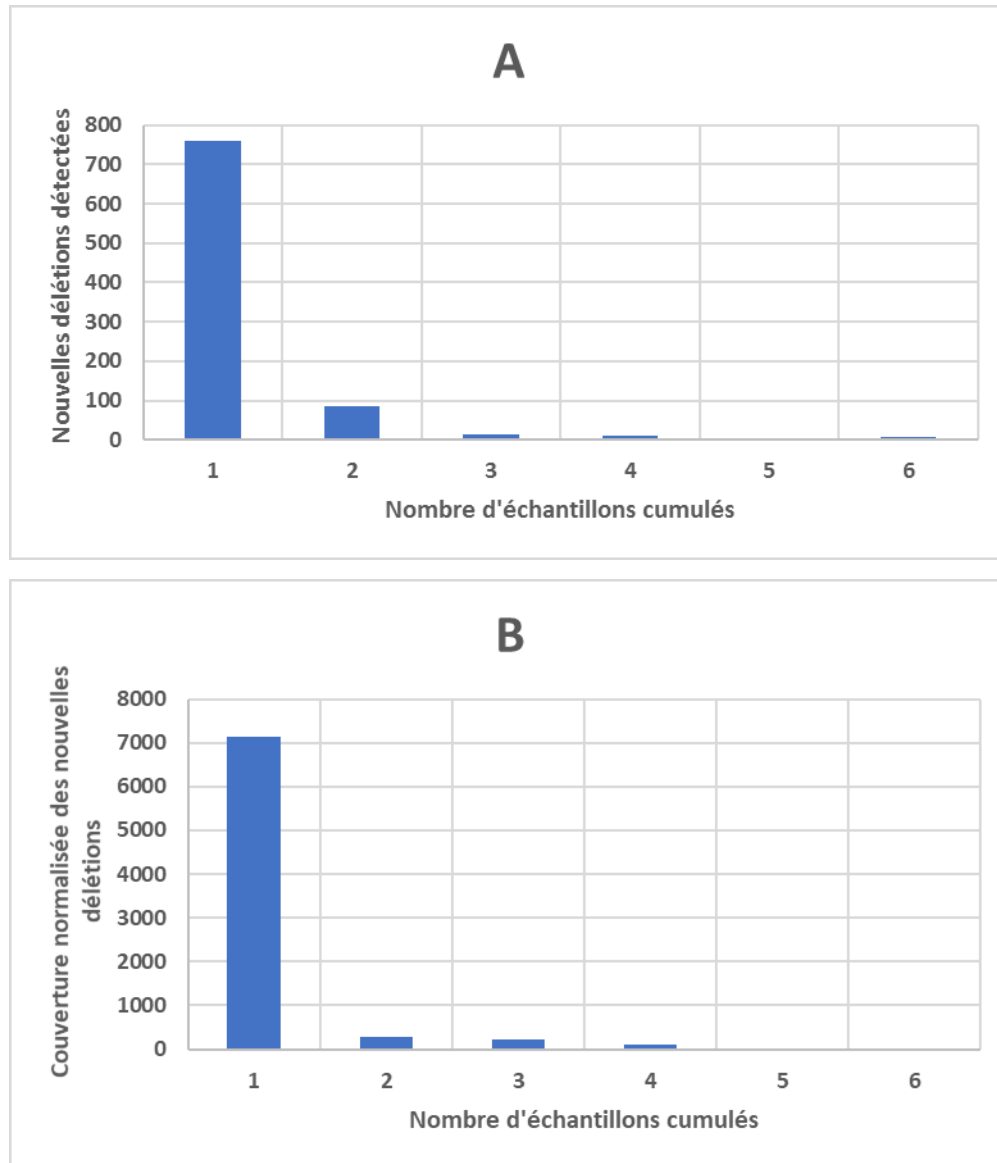 A
Nouvelles délétions détectées
800
700
600
500
400
300
200
100
0
1 2 3 4 5 6
Nombre d'échantillons cumulés
B
Couverture normalisée des nouvelles
délétions
8000
7000
6000
5000
4000
3000
2000
1000
0
1 2 3 4 5 6
Nombre d'échantillons cumulés